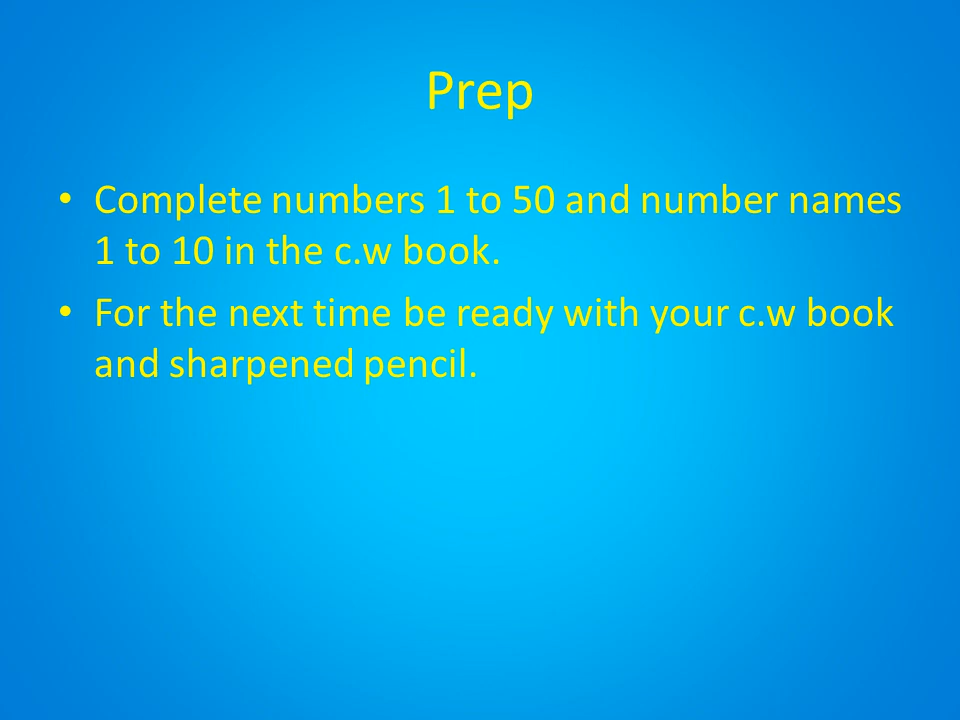 Prep
• Complete numbers 1 to 50 and number names
1 to 10 in the c.w book.
• For the next time be ready with your c.w book
and sharpened pencil.